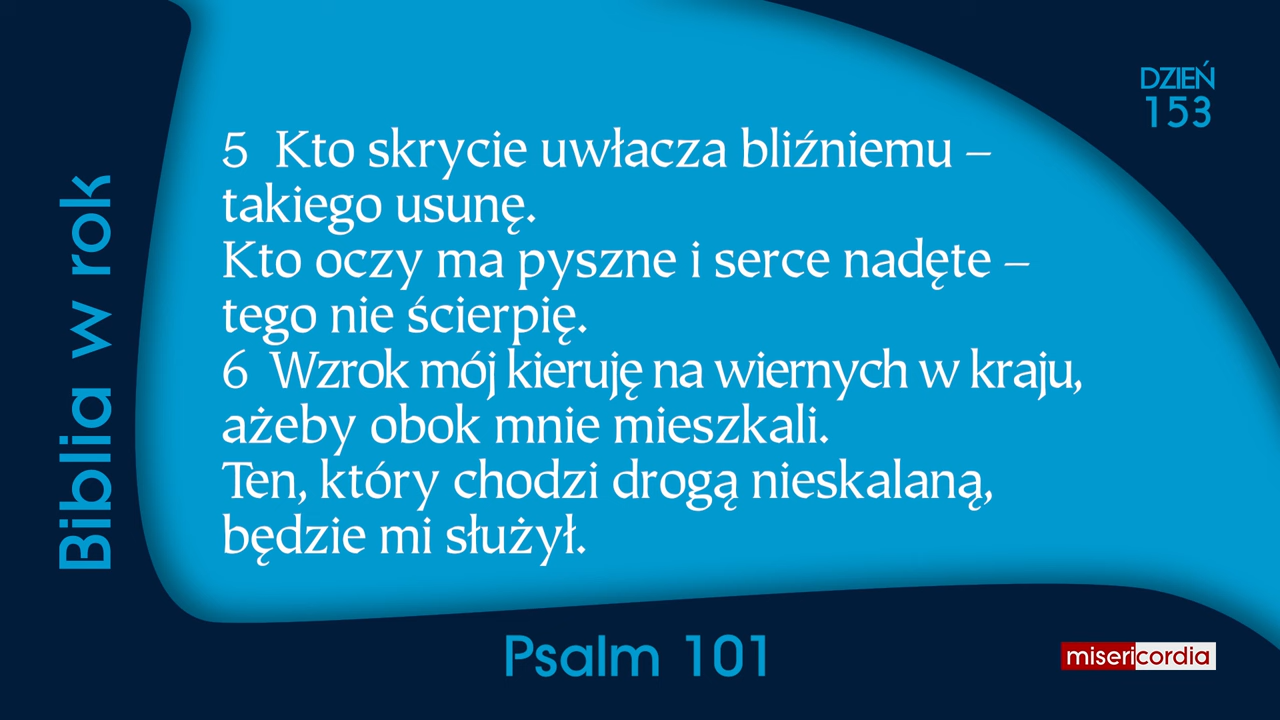 DZIEŃ
153
5 Kto skrycie uwłacza bliźniemu –
takiego usunę.
Kto oczy ma pyszne i serce nadęte –
tego nie ścierpię.
6 Wzrok mój kieruję na wiernych w kraju,
ażeby obok mnie mieszkali.
Ten, który chodzi drogą nieskalaną,
będzie mi służył.
Biblia w rok
Psalm 101
misericordia